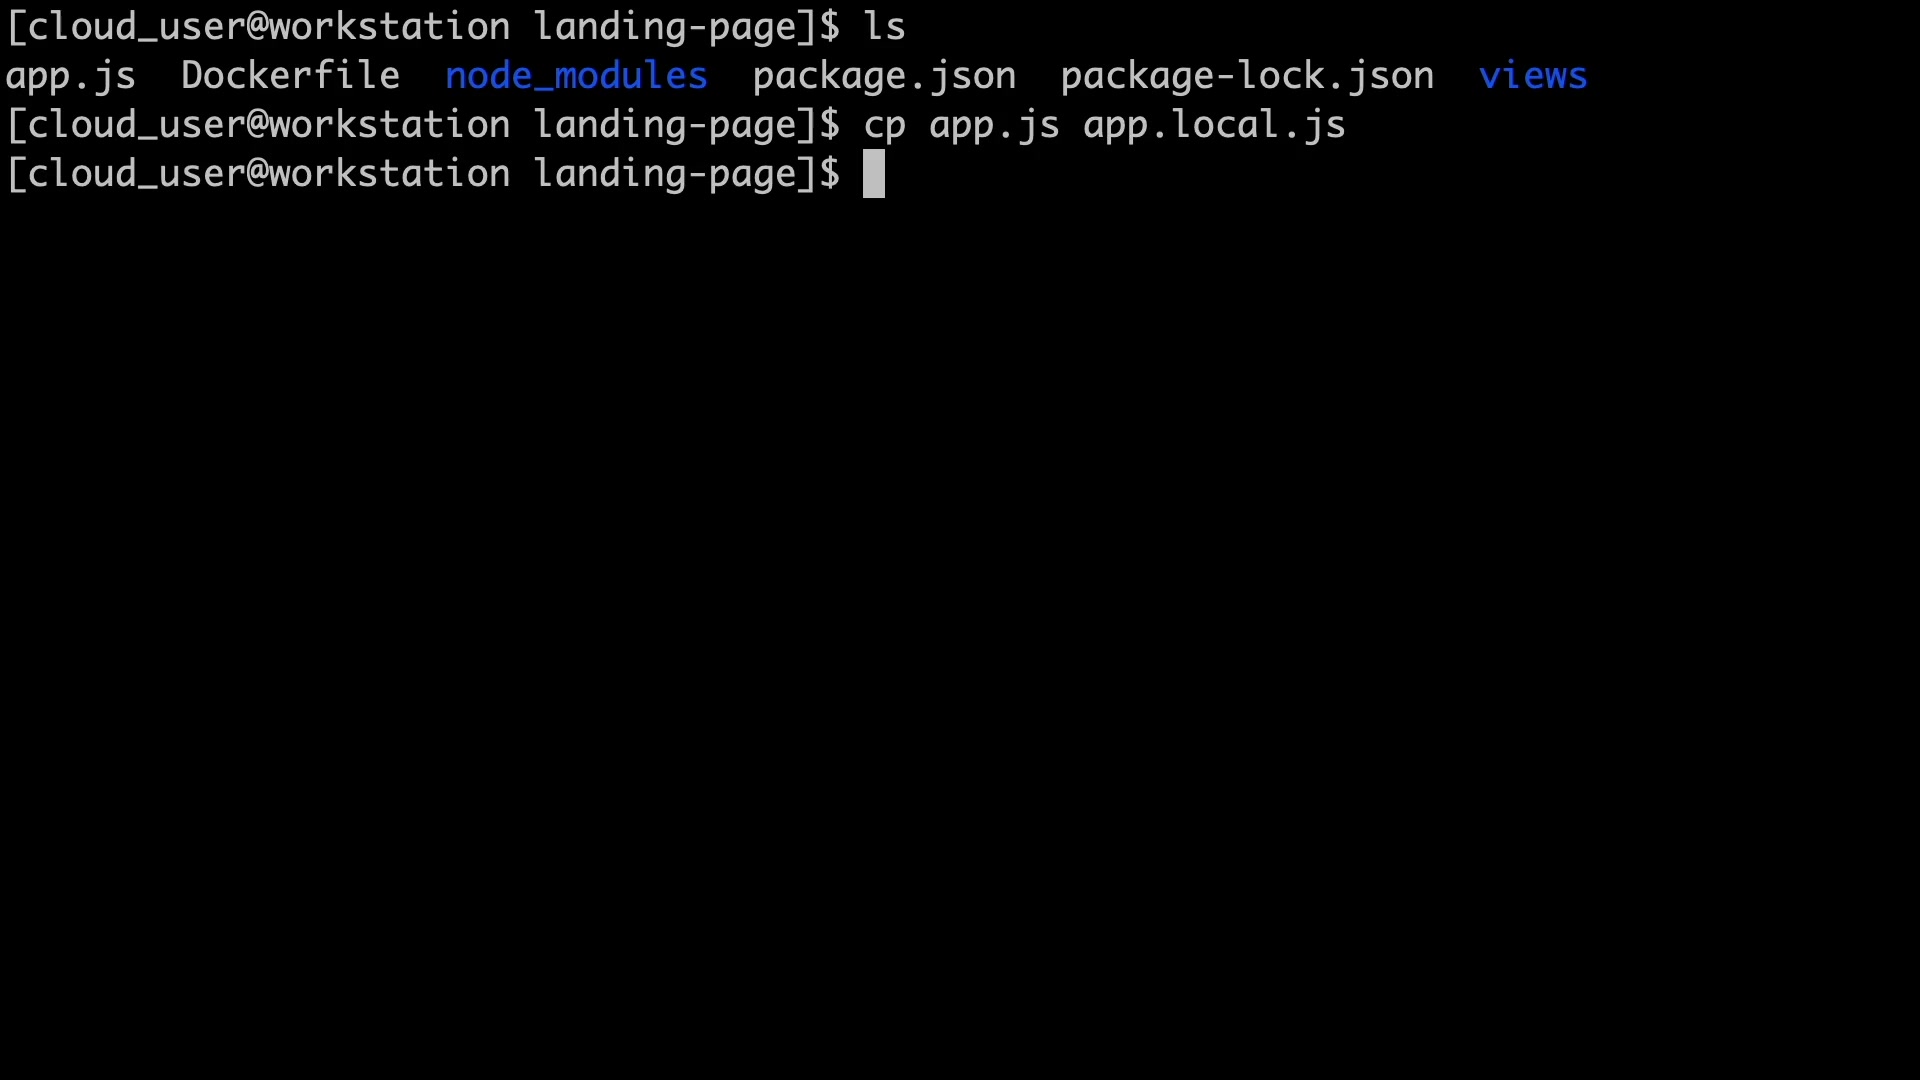 [cloud_user@workstation landing-page]$ ls
app.js  Dockerfile  node_modules  package.json  package-lock.json  views
[cloud_user@workstation landing-page]$ cp app.js app.local.js
[cloud_user@workstation landing-page]$